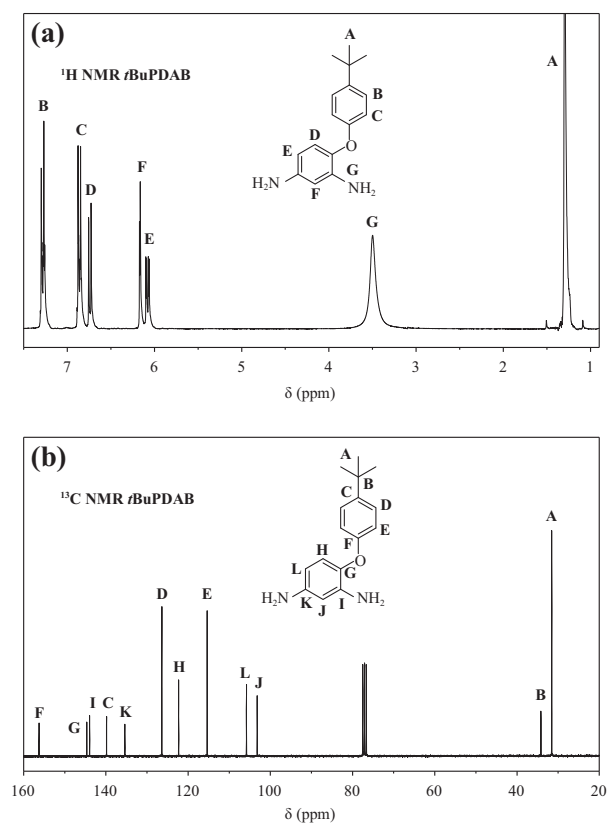 (a)
¹H NMR tBuPDAB
A
B
C
O
D
E
G
H₂N
F
NH₂
A
B
C
D
F
E
G
7
6
5
4
3
2
1
δ (ppm)
(b)
¹³C NMR tBuPDAB
A
B
C
D
E
F
O
H
G
L
H₂N
K
J
I
NH₂
A
D
E
H
L
J
B
F
G
I
C
K
160
140
120
100
80
60
40
20
δ (ppm)